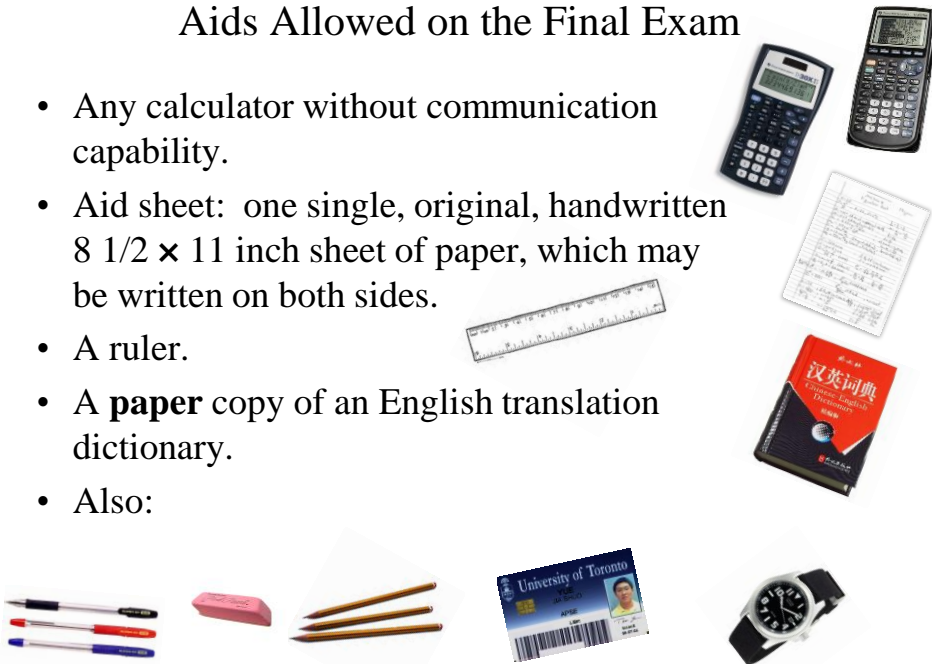 Aids Allowed on the Final Exam
• Any calculator without communication
capability.
• Aid sheet: one single, original, handwritten
8 1/2 × 11 inch sheet of paper, which may
be written on both sides.
• A ruler.
• A paper copy of an English translation
dictionary.
• Also:
汉英词典
Chinese English
Dictionary
University of Toronto
YUE
APSE